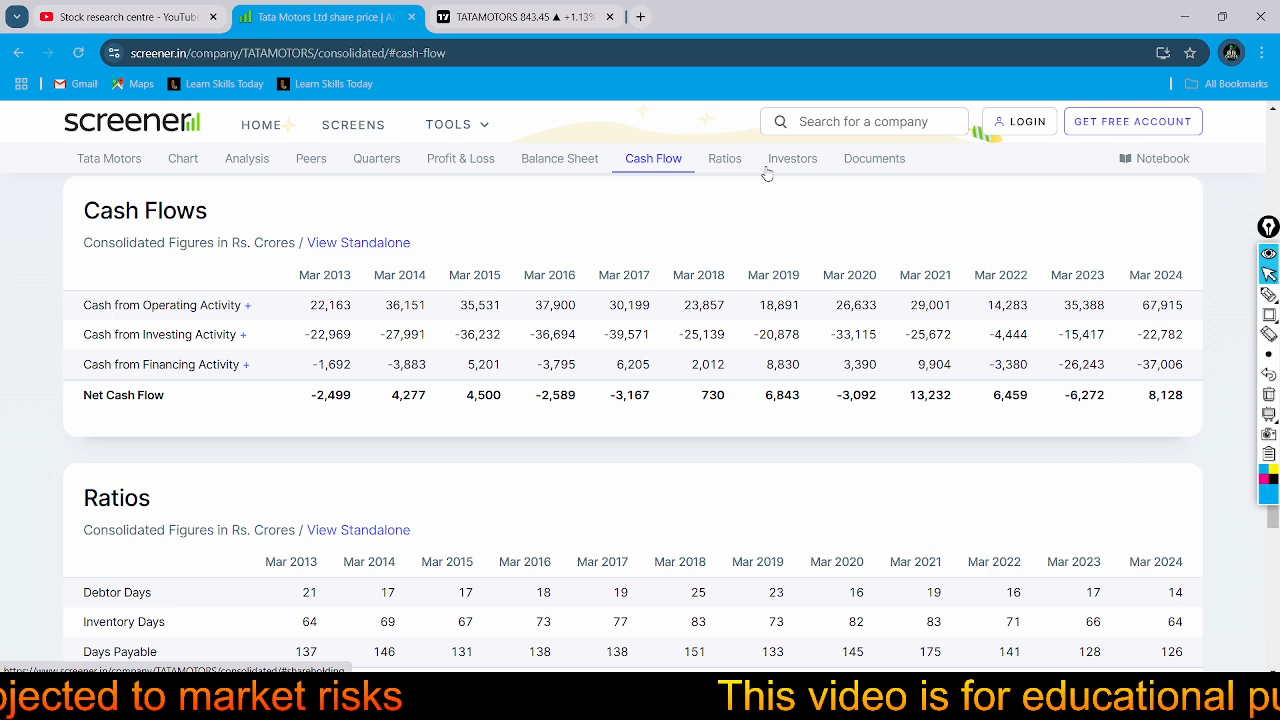 Stock research centre - YouTube
Tata Motors Ltd share price | A
TATAMOTORS 843.45 ▲ +1.13%
screener.in/company/TATAMOTORS/consolidated/#cash-flow
Gmail Maps Learn Skills Today Learn Skills Today All Bookmarks
screener HOME SCREENS TOOLS Search for a company LOGIN GET FREE ACCOUNT
Tata Motors Chart Analysis Peers Quarters Profit & Loss Balance Sheet Cash Flow Ratios Investors Documents Notebook
Cash Flows
Consolidated Figures in Rs. Crores / View Standalone
Mar 2013 Mar 2014 Mar 2015 Mar 2016 Mar 2017 Mar 2018 Mar 2019 Mar 2020 Mar 2021 Mar 2022 Mar 2023 Mar 2024
Cash from Operating Activity + 22,163 36,151 35,531 37,900 30,199 23,857 18,891 26,633 29,001 14,283 35,388 67,915
Cash from Investing Activity + -22,969 -27,991 -36,232 -36,694 -39,571 -25,139 -20,878 -33,115 -25,672 -4,444 -15,417 -22,782
Cash from Financing Activity + -1,692 -3,883 5,201 -3,795 6,205 2,012 8,830 3,390 9,904 -3,380 -26,243 -37,006
Net Cash Flow -2,499 4,277 4,500 -2,589 -3,167 730 6,843 -3,092 13,232 6,459 -6,272 8,128
Ratios
Consolidated Figures in Rs. Crores / View Standalone
Mar 2013 Mar 2014 Mar 2015 Mar 2016 Mar 2017 Mar 2018 Mar 2019 Mar 2020 Mar 2021 Mar 2022 Mar 2023 Mar 2024
Debtor Days 21 17 17 18 19 25 23 16 19 16 17 14
Inventory Days 64 69 67 73 77 83 73 82 83 71 66 64
Days Payable 137 146 131 138 138 151 133 145 175 141 128 126
https://www.screener.in/company/TATAMOTORS/consolidated/#shareholding
ojected to market risks This video is for educational pu